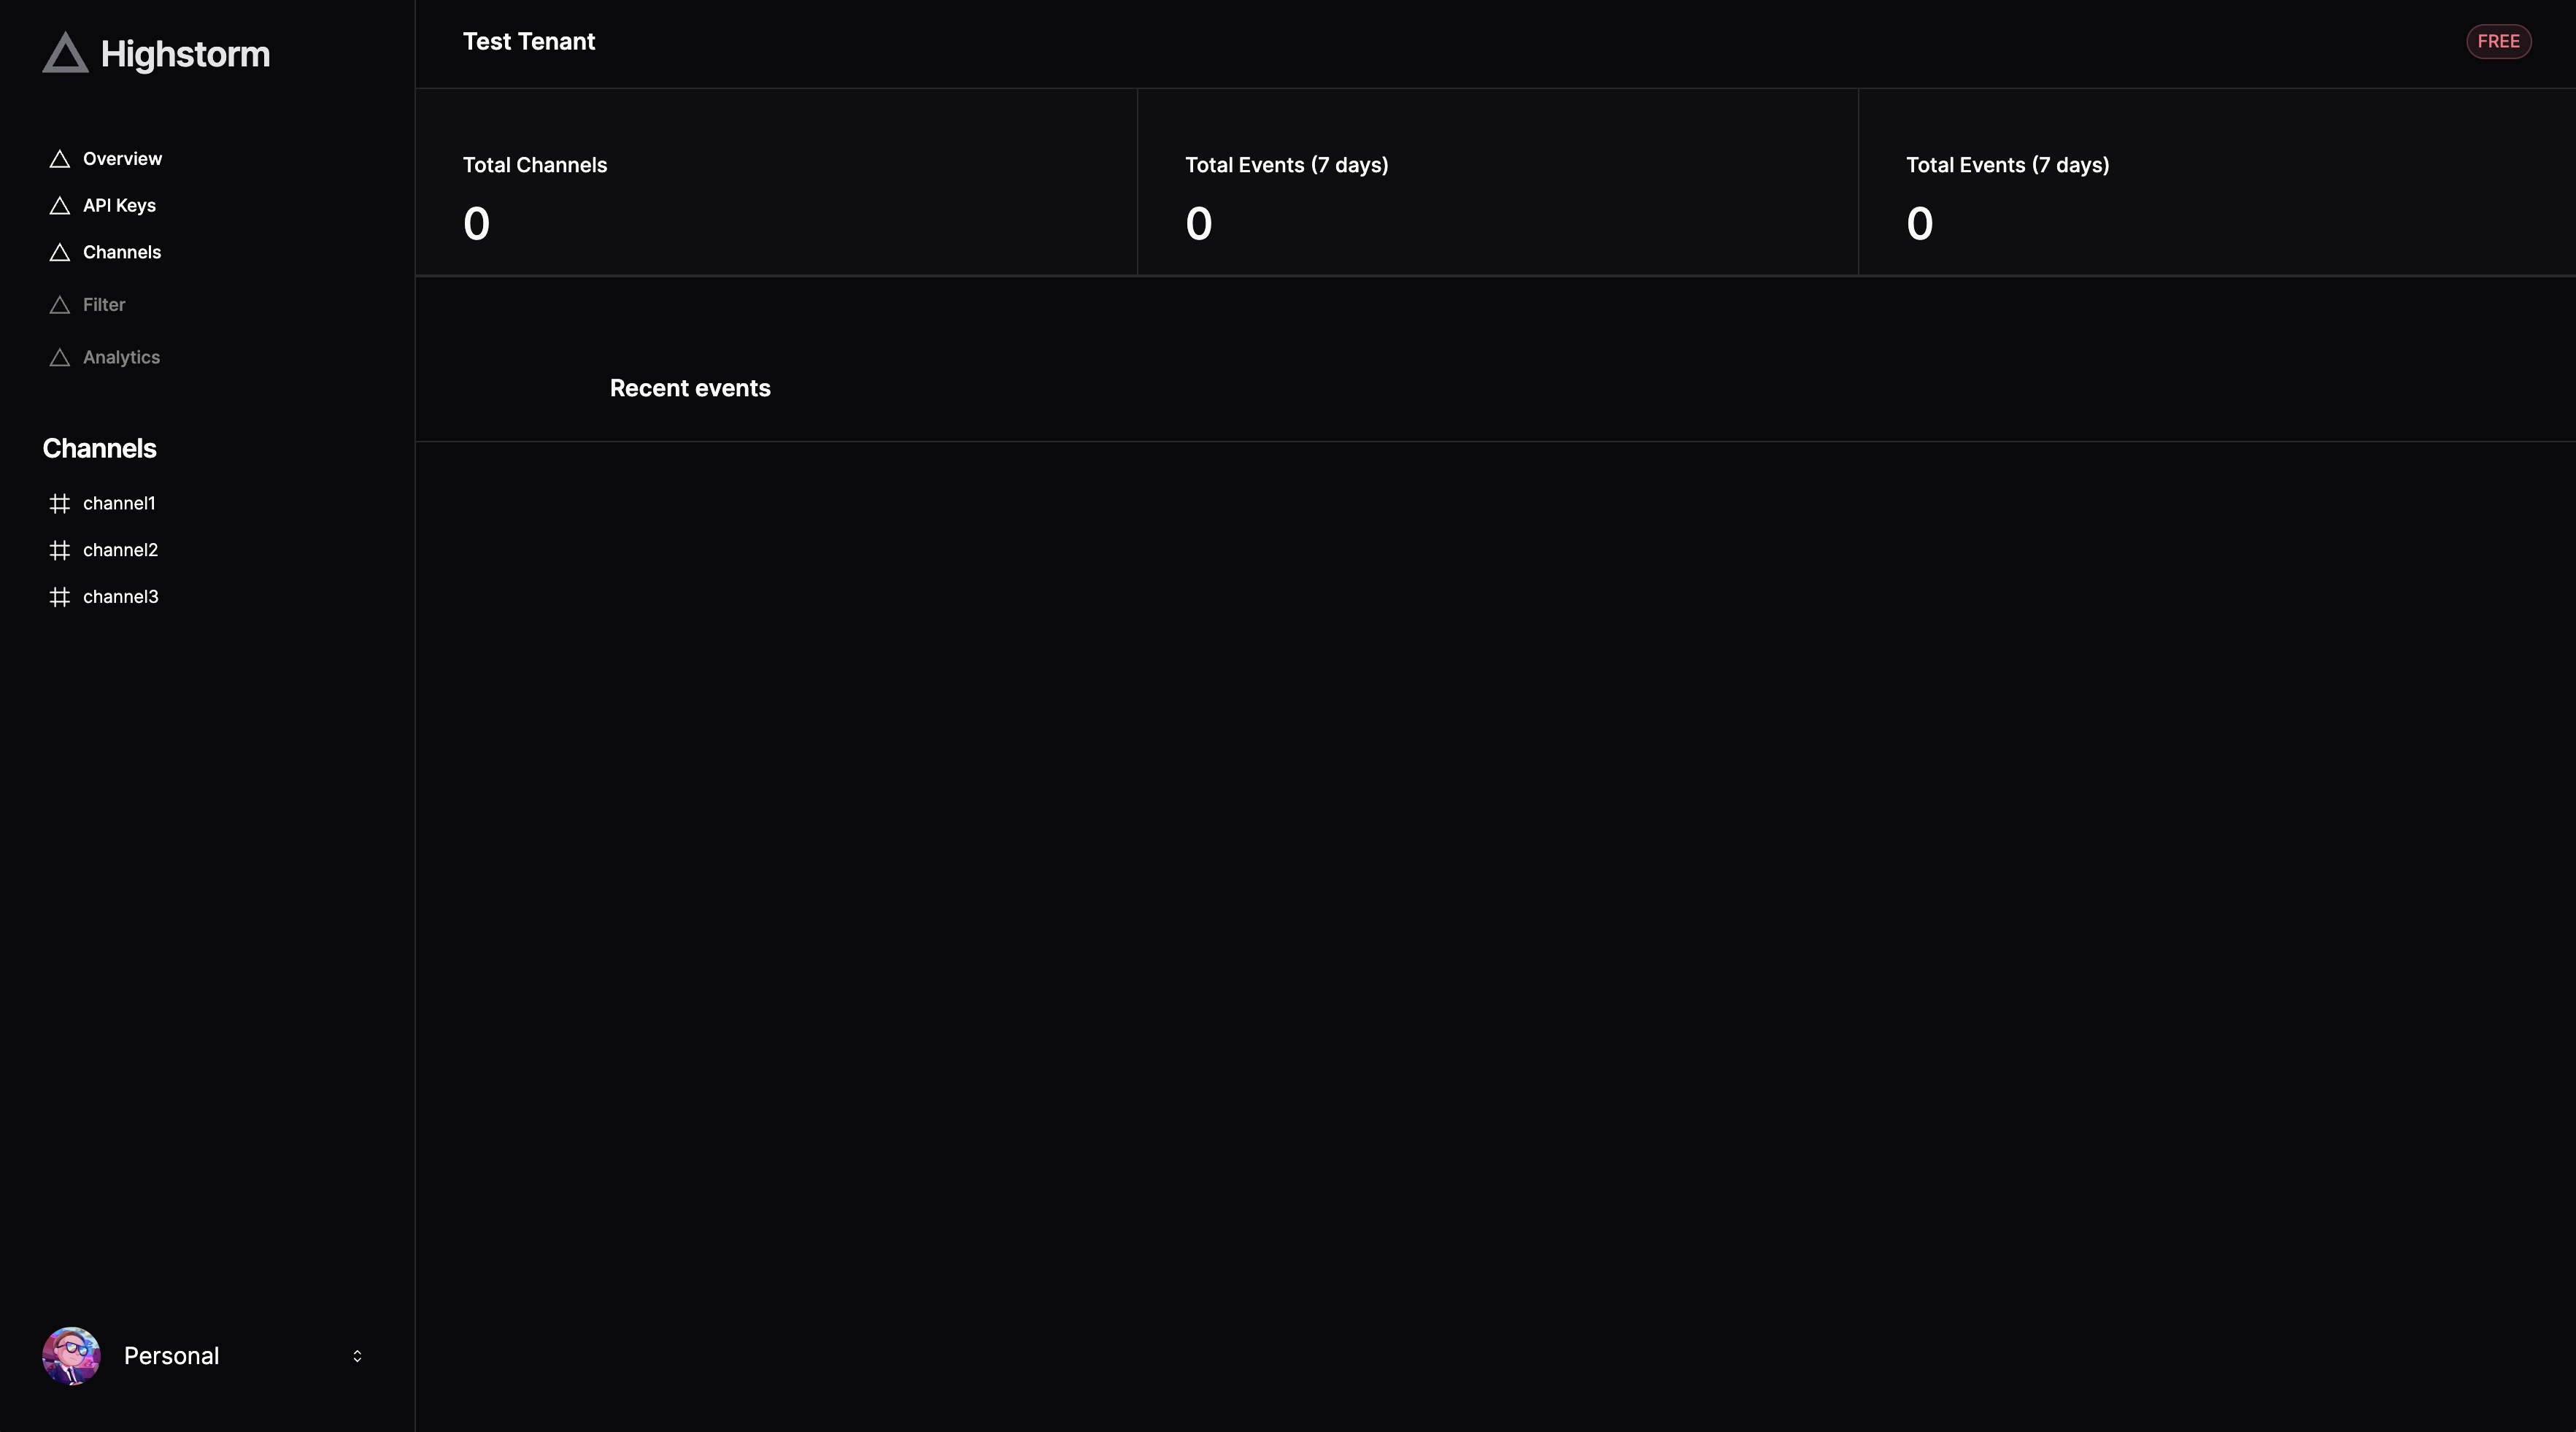 Highstorm
Overview
API Keys
Channels
Filter
Analytics
Channels
channel1
channel2
channel3
Personal
Test Tenant
FREE
Total Channels
0
Total Events (7 days)
0
Total Events (7 days)
0
Recent events